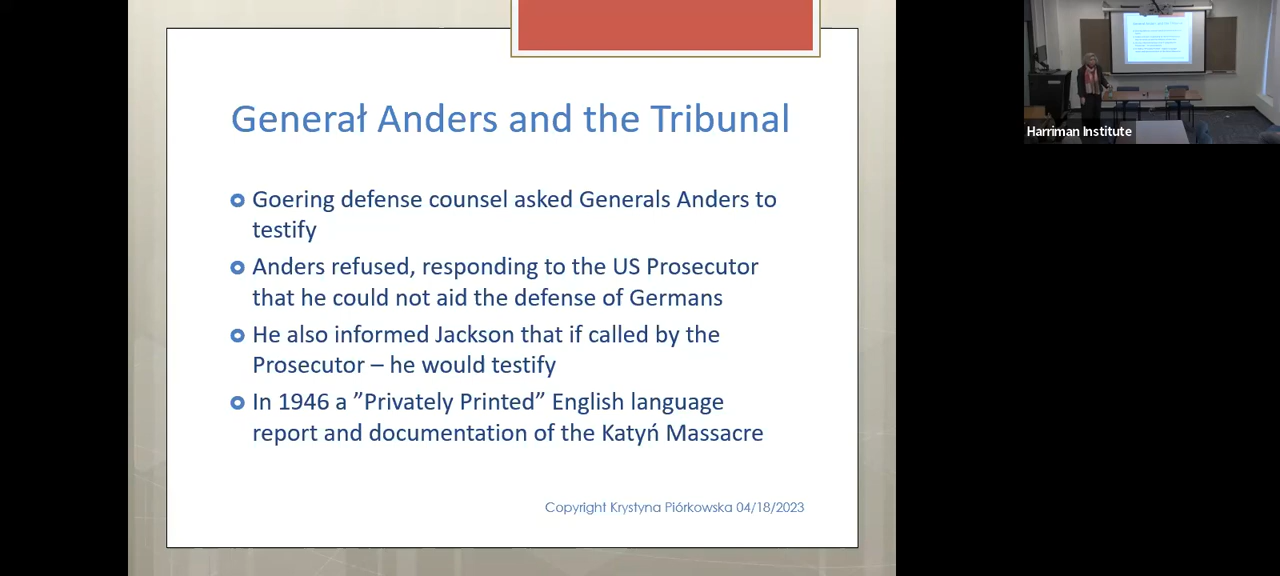 Generał Anders and the Tribunal
Goering defense counsel asked Generals Anders to
testify
Anders refused, responding to the US Prosecutor
that he could not aid the defense of Germans
He also informed Jackson that if called by the
Prosecutor – he would testify
In 1946 a ”Privately Printed” English language
report and documentation of the Katyń Massacre
Copyright Krystyna Piórkowska 04/18/2023
Harriman Institute